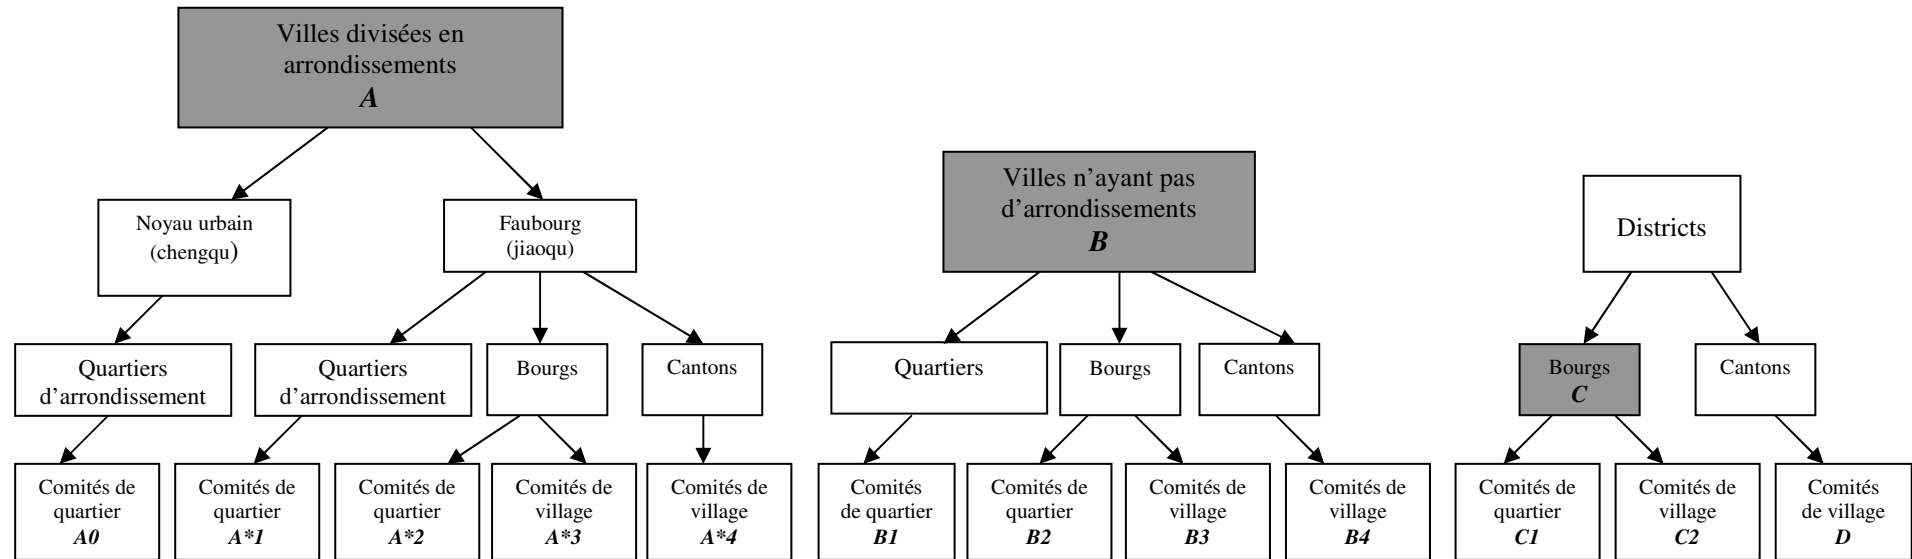 Villes divisées en
arrondissements
A
Villes n'ayant pas
d'arrondissements
B
Districts
Noyau urbain
(chengqu)
Faubourg
(jiaoqu)
Quartiers
d'arrondissement
Quartiers
d'arrondissement
Bourgs
Cantons
Quartiers
Bourgs
Cantons
Bourgs
C
Cantons
Comités de
quartier
A0
Comités de
quartier
A*1
Comités de
quartier
A*2
Comités de
village
A*3
Comités de
village
A*4
Comités
de quartier
B1
Comités de
quartier
B2
Comités de
village
B3
Comités de
village
B4
Comités de
quartier
C1
Comités de
village
C2
Comités
de village
D